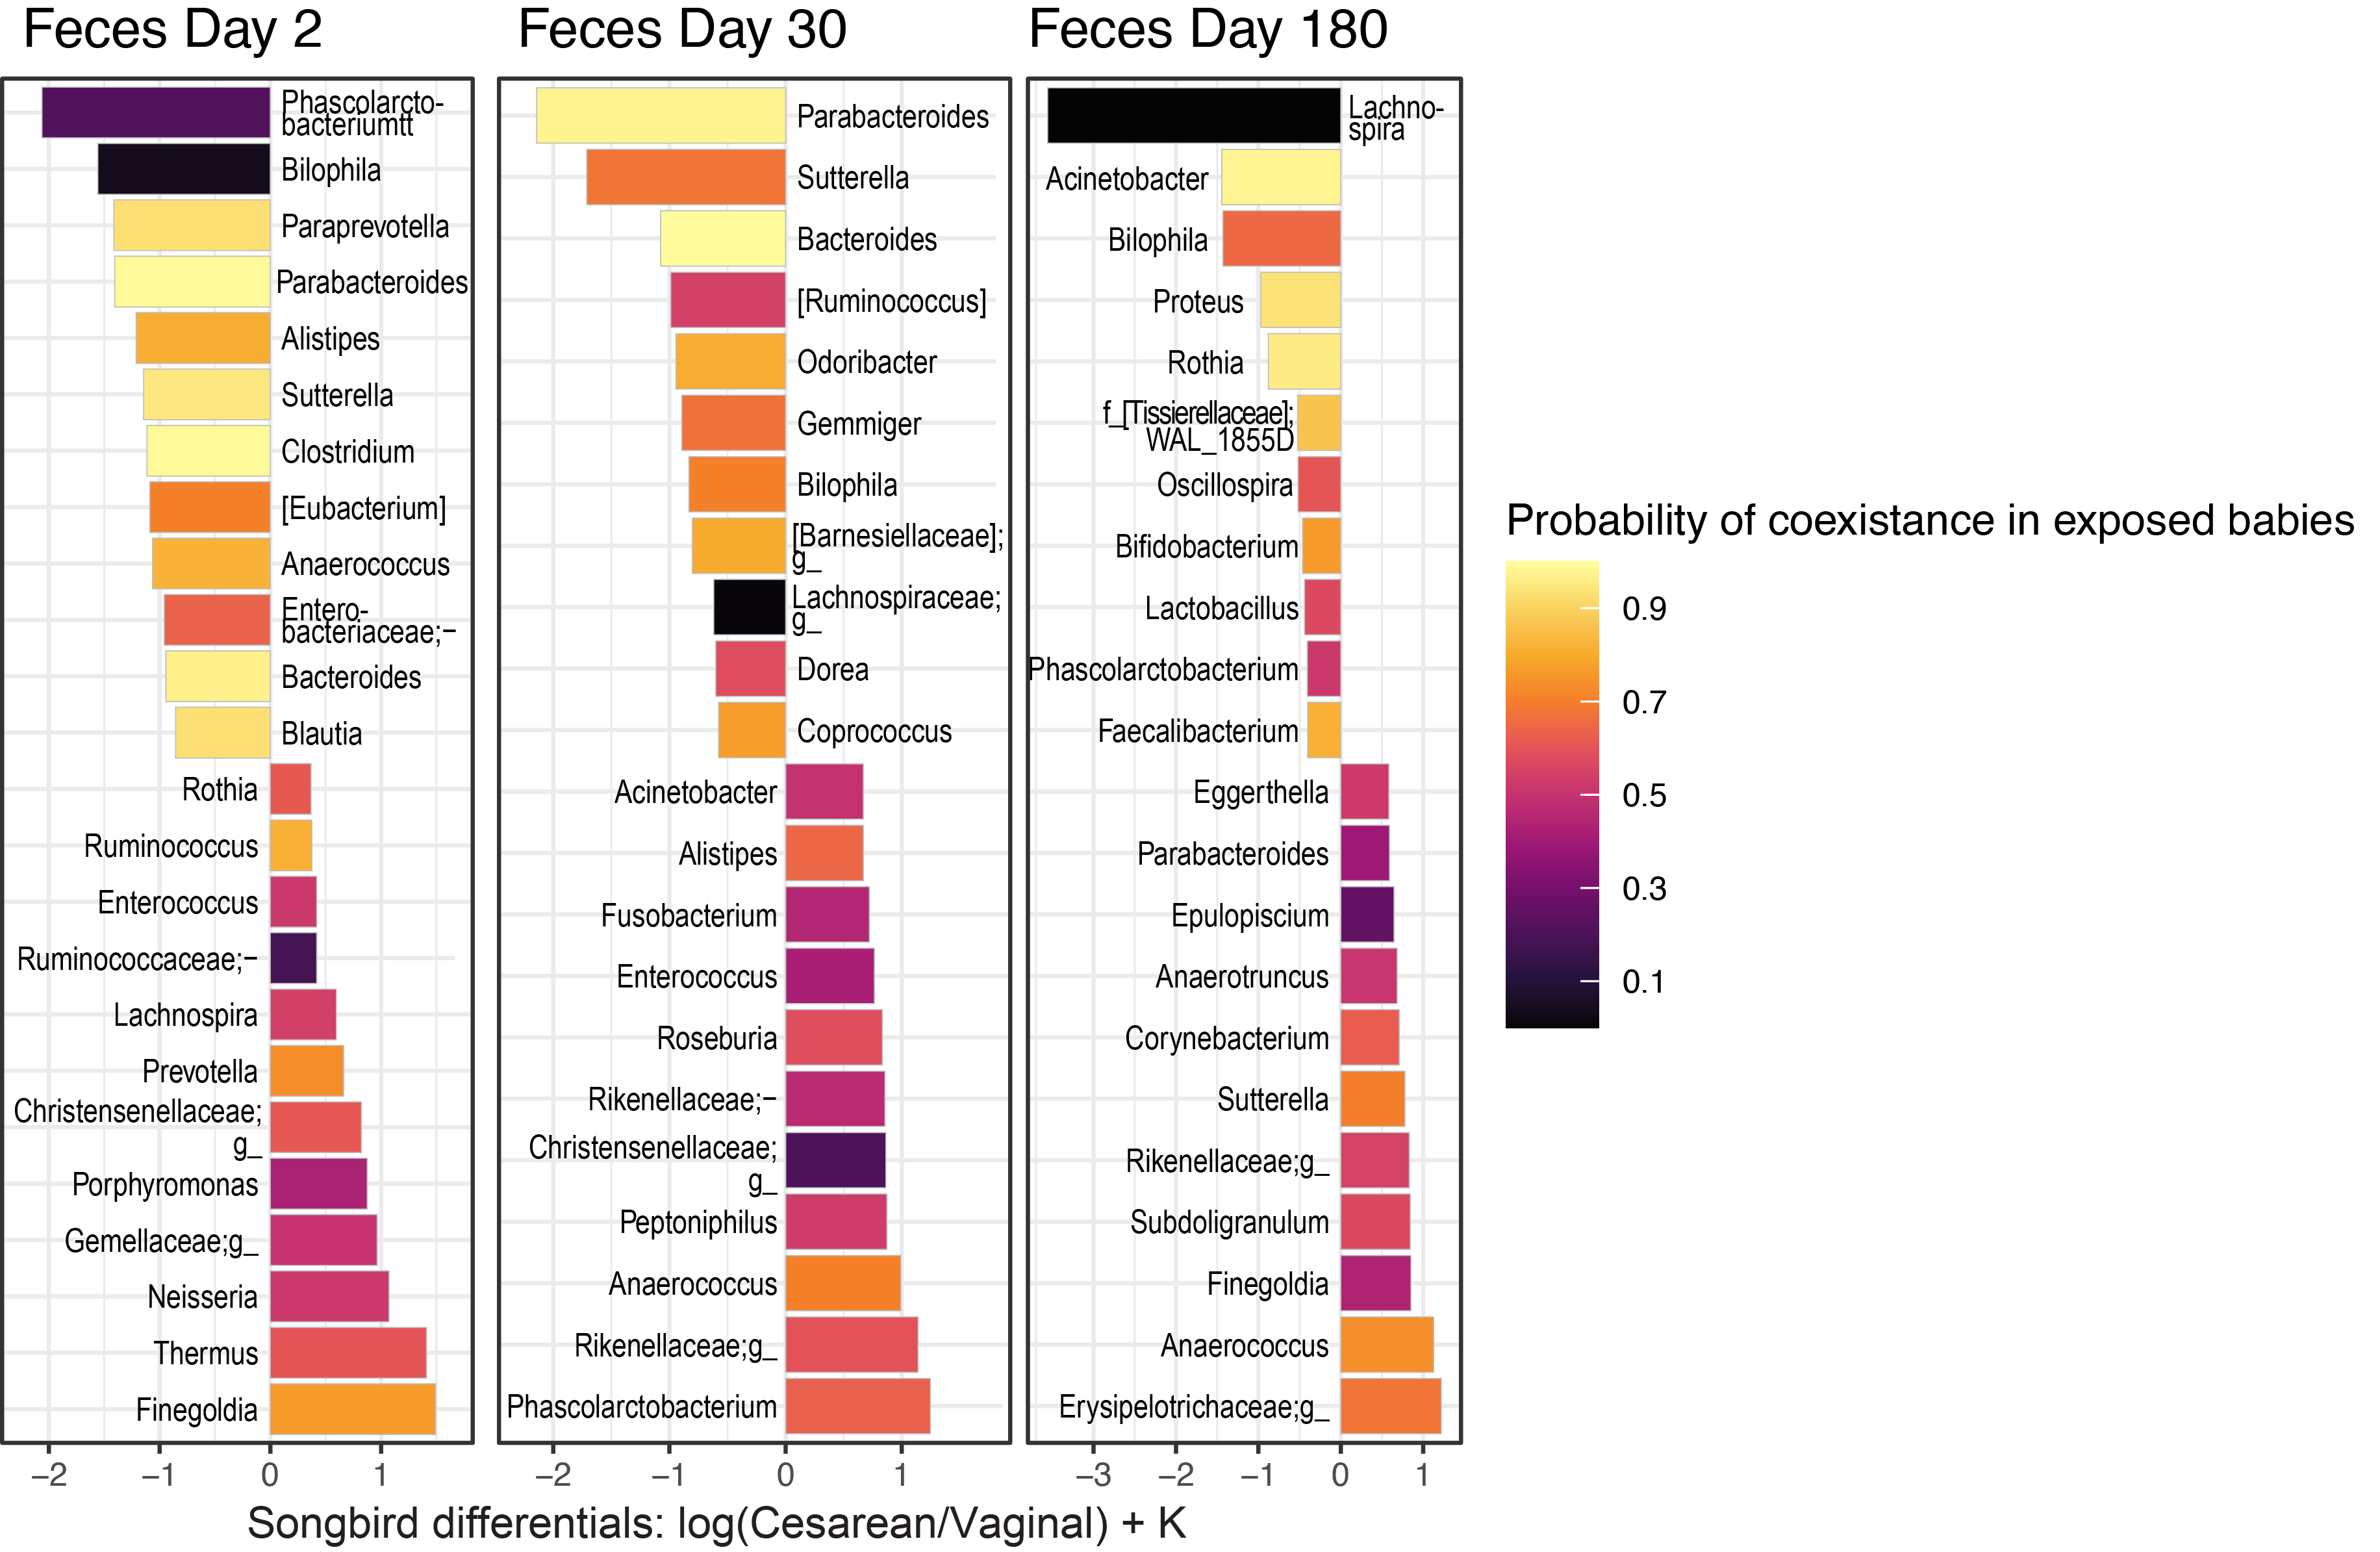 Feces Day 2
Phascolarcto-
bacteriumtt
Bilophila
Paraprevotella
Parabacteroides
Alistipes
Sutterella
Clostridium
[Eubacterium]
Anaerococcus
Entero-
bacteriaceae;−
Bacteroides
Blautia
Rothia
Ruminococcus
Enterococcus
Ruminococcaceae;−
Lachnospira
Prevotella
Christensenellaceae;
g_
Porphyromonas
Gemellaceae;g_
Neisseria
Thermus
Finegoldia
−2 −1 0 1
Feces Day 30
Parabacteroides
Sutterella
Bacteroides
[Ruminococcus]
Odoribacter
Gemmiger
Bilophila
[Barnesiellaceae];
g_
Lachnospiraceae;
g_
Dorea
Coprococcus
Acinetobacter
Alistipes
Fusobacterium
Enterococcus
Roseburia
Rikenellaceae;−
Christensenellaceae;
g_
Peptoniphilus
Anaerococcus
Rikenellaceae;g_
Phascolarctobacterium
−2 −1 0 1
Feces Day 180
Lachno-
spira
Acinetobacter
Bilophila
Proteus
Rothia
f_[Tissierellaceae];
WAL_1855D
Oscillospira
Bifidobacterium
Lactobacillus
Phascolarctobacterium
Faecalibacterium
Eggerthella
Parabacteroides
Epulopiscium
Anaerotruncus
Corynebacterium
Sutterella
Rikenellaceae;g_
Subdoligranulum
Finegoldia
Anaerococcus
Erysipelotrichaceae;g_
−3 −2 −1 0 1
Songbird differentials: log(Cesarean/Vaginal) + K
Probability of coexistance in exposed babies
0.9
0.7
0.5
0.3
0.1